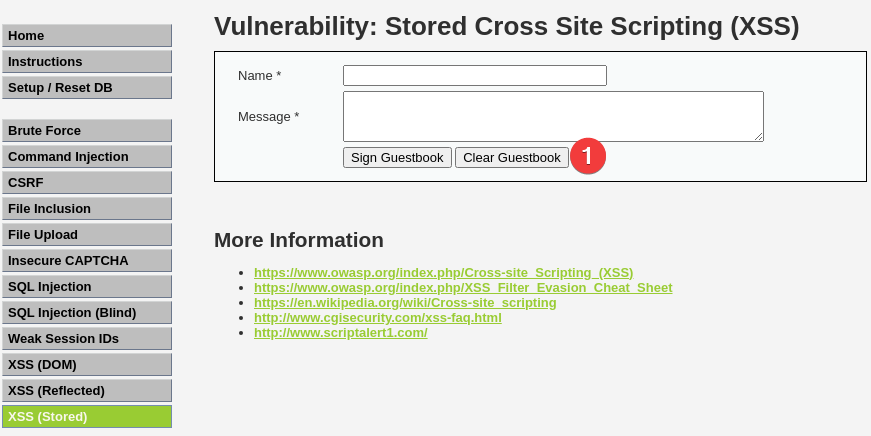 Home
Instructions
Setup / Reset DB
Brute Force
Command Injection
CSRF
File Inclusion
File Upload
Insecure CAPTCHA
SQL Injection
SQL Injection (Blind)
Weak Session IDs
XSS (DOM)
XSS (Reflected)
XSS (Stored)
Vulnerability: Stored Cross Site Scripting (XSS)
Name *
Message *
Sign Guestbook Clear Guestbook 1
More Information
https://www.owasp.org/index.php/Cross-site_Scripting_(XSS)
https://www.owasp.org/index.php/XSS_Filter_Evasion_Cheat_Sheet
https://en.wikipedia.org/wiki/Cross-site_scripting
http://www.cgisecurity.com/xss-faq.html
http://www.scriptalert1.com/